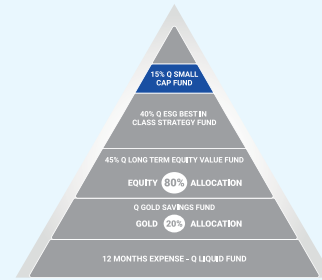 15% Q SMALL
CAP FUND
40% Q ESG BEST IN
CLASS STRATEGY FUND
45% Q LONG TERM EQUITY VALUE FUND
EQUITY 80% ALLOCATION
Q GOLD SAVINGS FUND
GOLD 20% ALLOCATION
12 MONTHS EXPENSE - Q LIQUID FUND